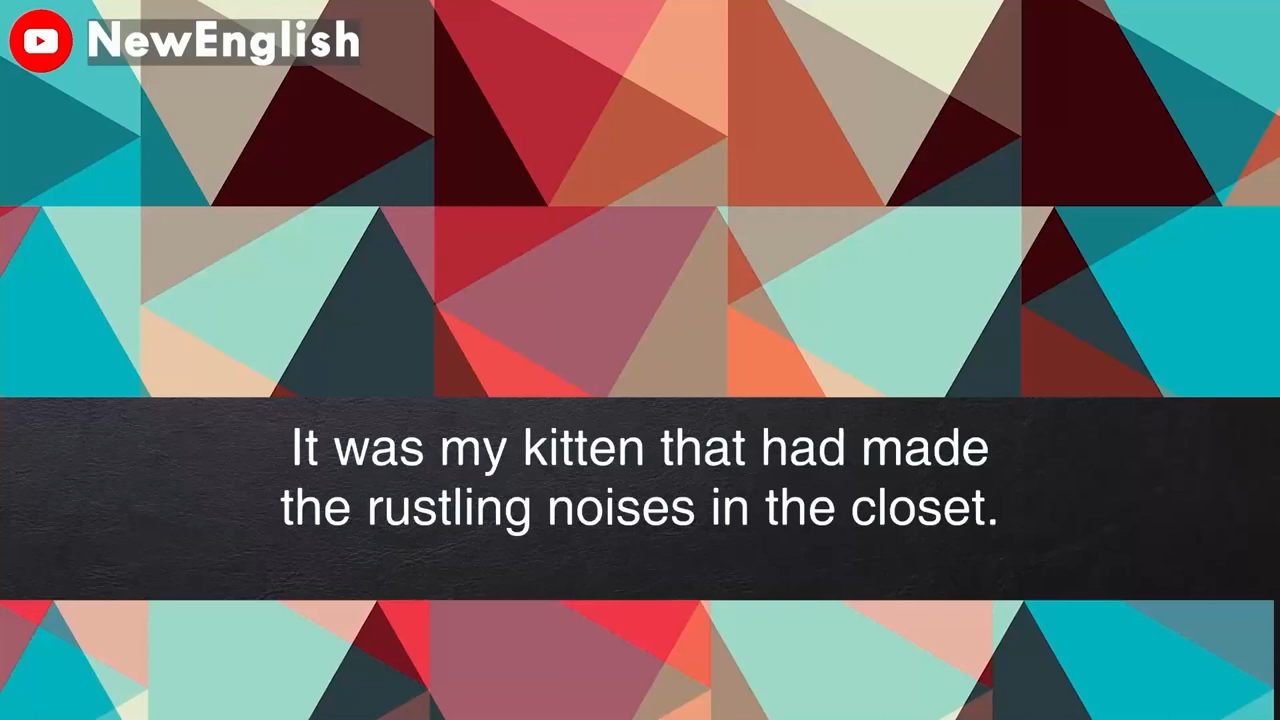 NewEnglish
It was my kitten that had made
the rustling noises in the closet.